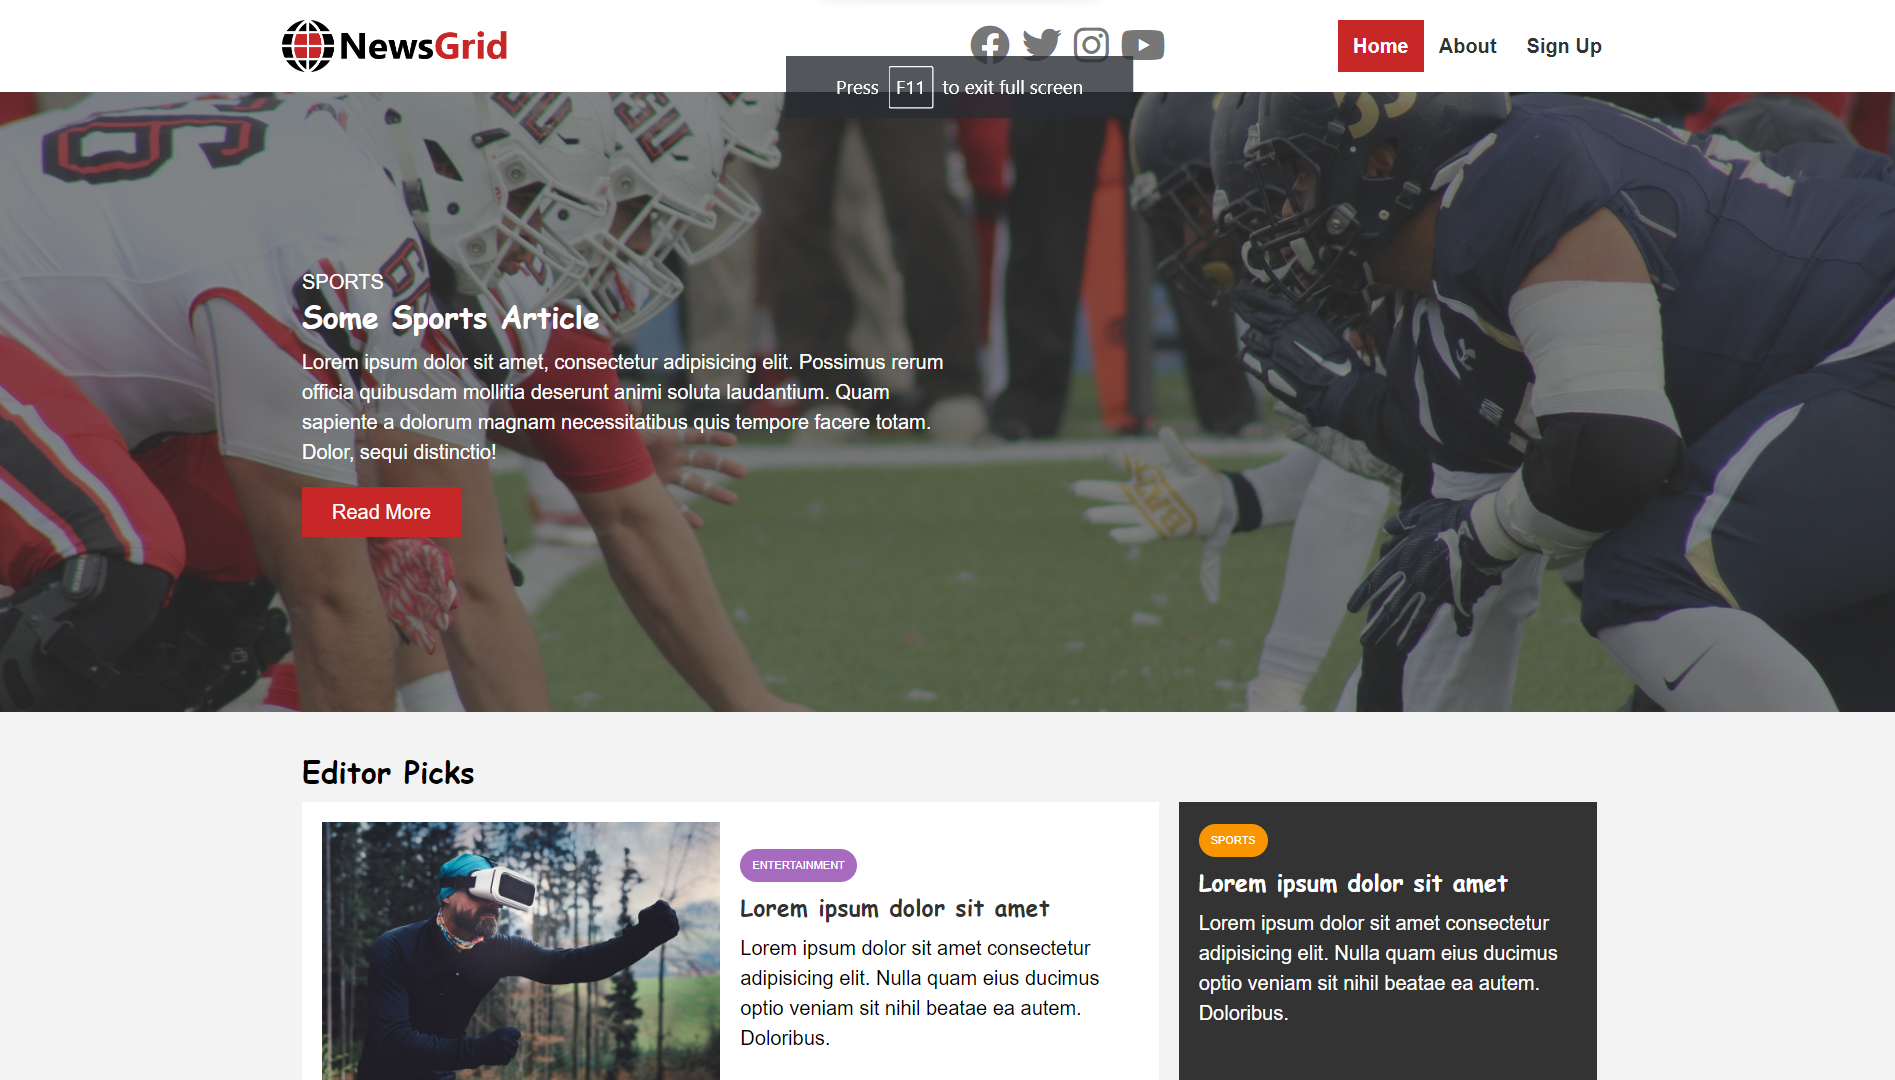 NewsGrid
Home About Sign Up
Press F11 to exit full screen
SPORTS
Some Sports Article
Lorem ipsum dolor sit amet, consectetur adipisicing elit. Possimus rerum
officia quibusdam mollitia deserunt animi soluta laudantium. Quam
sapiente a dolorum magnam necessitatibus quis tempore facere totam.
Dolor, sequi distinctio!
Read More
Editor Picks
ENTERTAINMENT
Lorem ipsum dolor sit amet
Lorem ipsum dolor sit amet consectetur
adipisicing elit. Nulla quam eius ducimus
optio veniam sit nihil beatae ea autem.
Doloribus.
SPORTS
Lorem ipsum dolor sit amet
Lorem ipsum dolor sit amet consectetur
adipisicing elit. Nulla quam eius ducimus
optio veniam sit nihil beatae ea autem.
Doloribus.